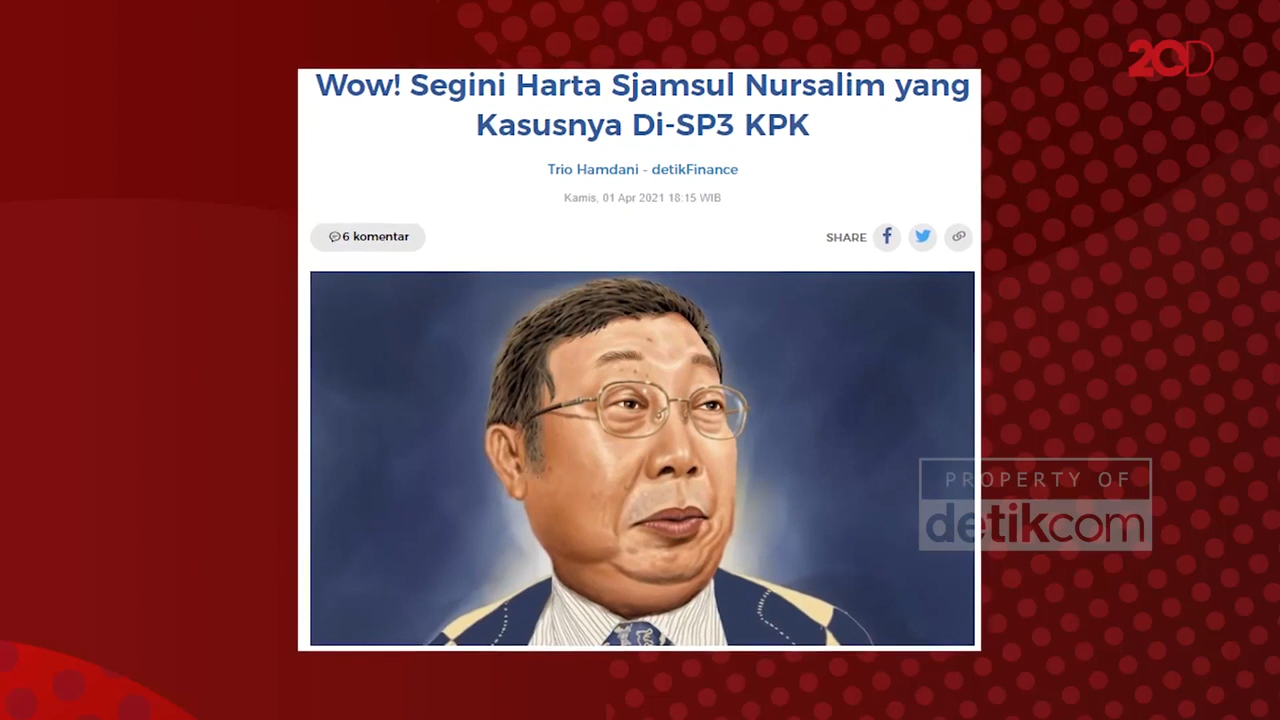 20D
Wow! Segini Harta Sjamsul Nursalim yang
Kasusnya Di-SP3 KPK
Trio Hamdani - detikFinance
Kamis, 01 Apr 2021 18:15 WIB
6 komentar
SHARE
PROPERTY OF
detikcom